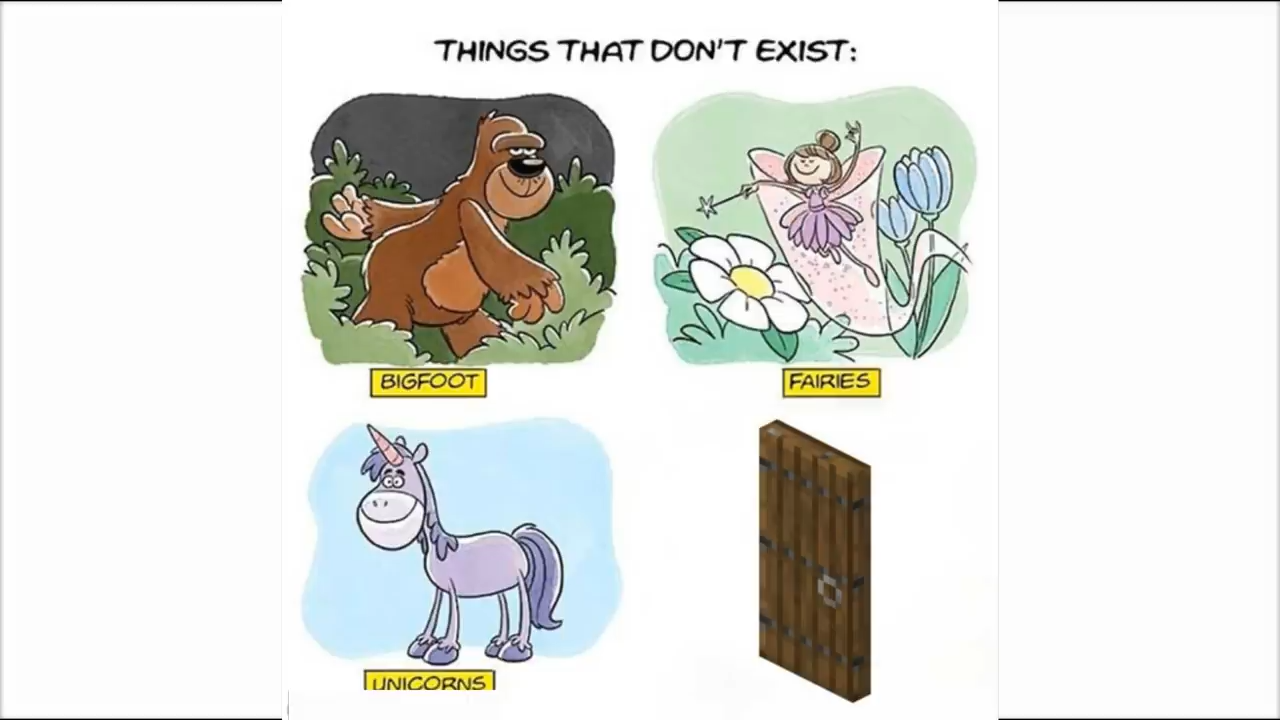 THINGS THAT DON'T EXIST:
BIGFOOT
FAIRIES
UNICORNS